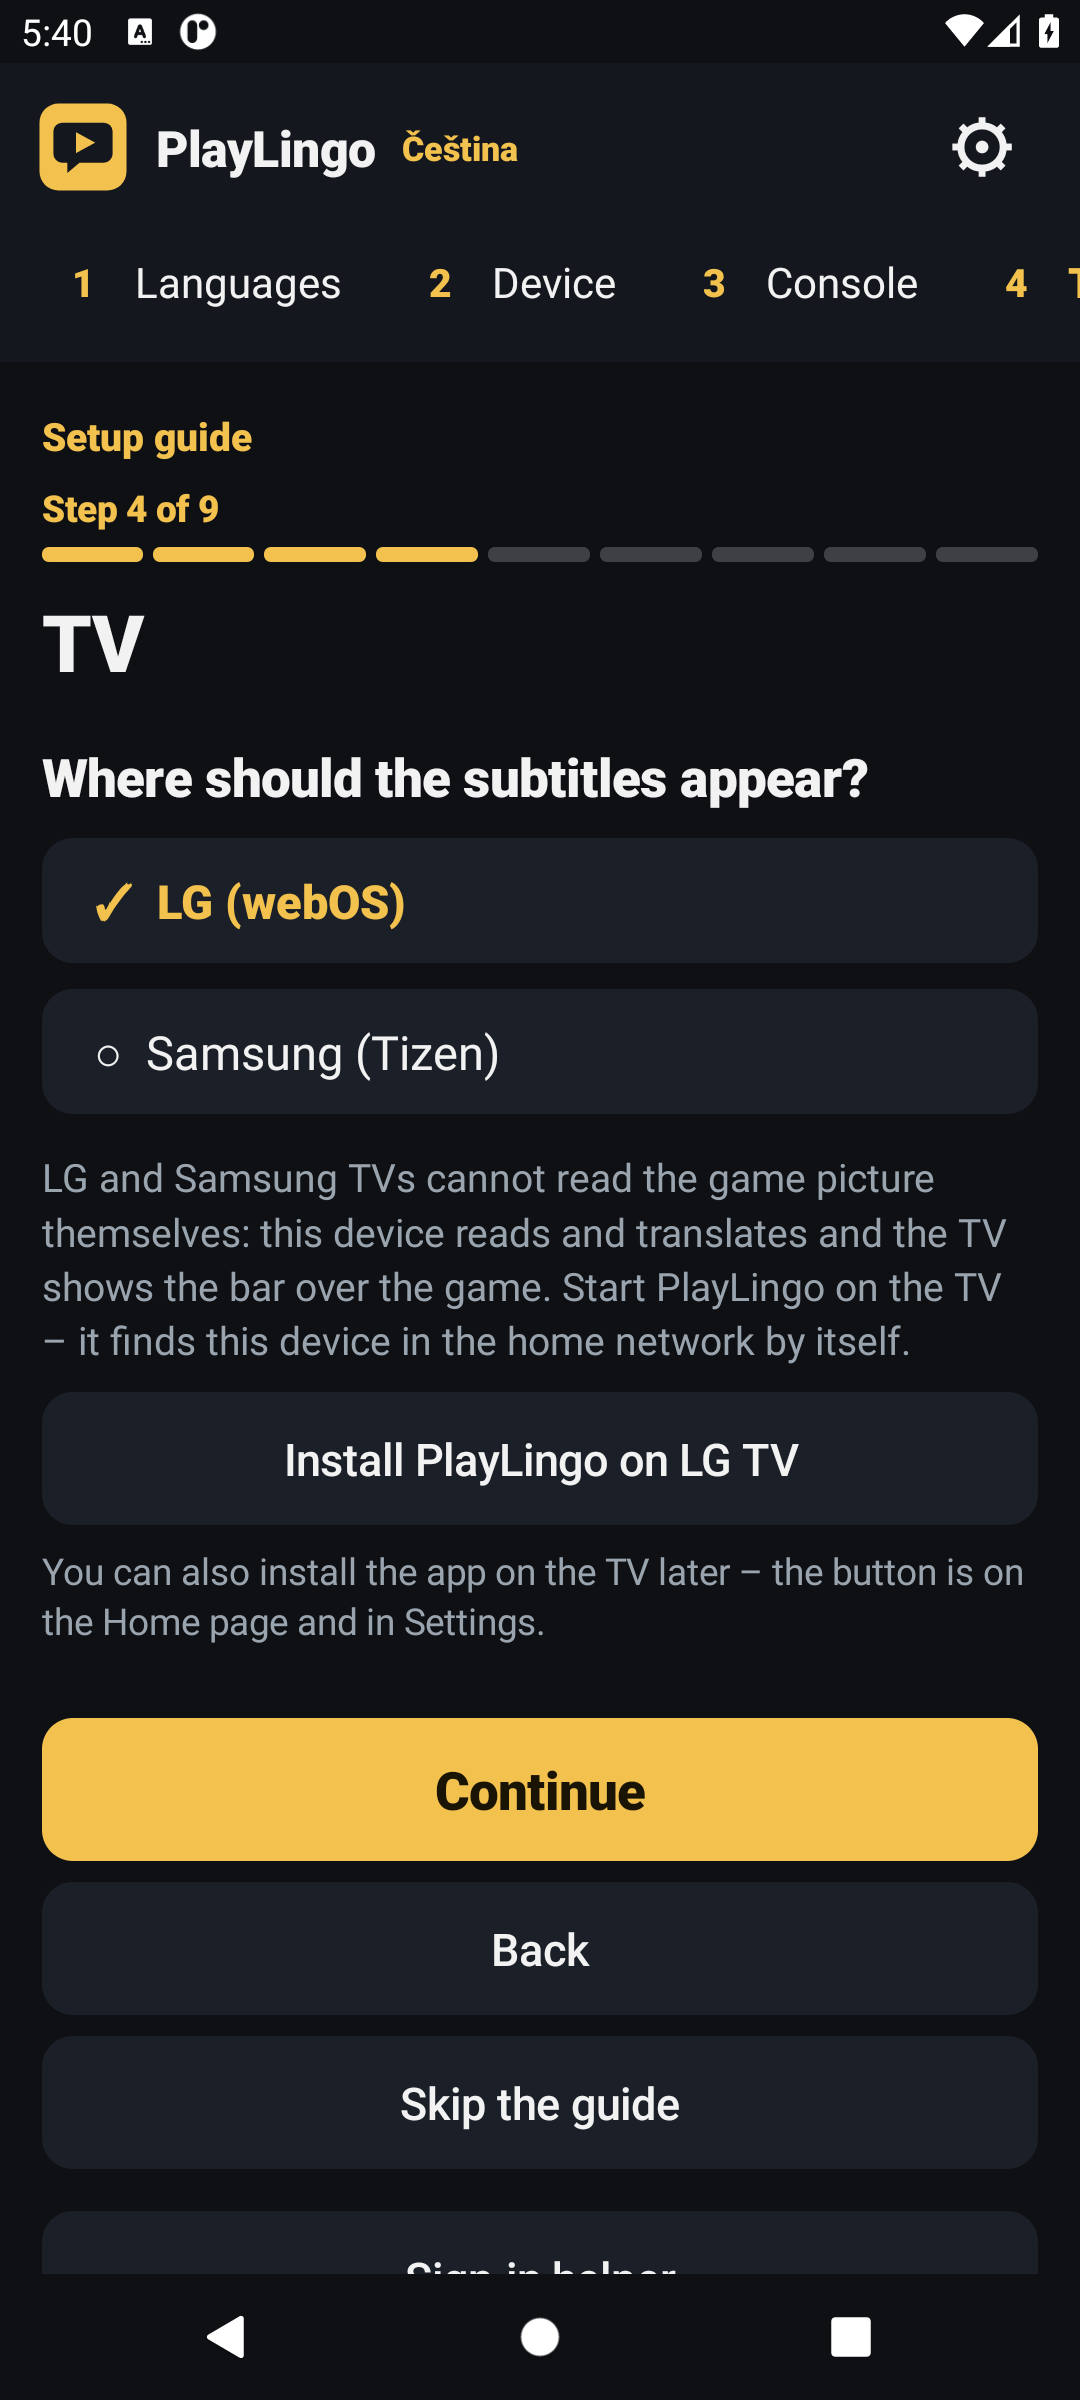 5:40
PlayLingo Čeština
1 Languages 2 Device 3 Console 4
Setup guide
Step 4 of 9
TV
Where should the subtitles appear?
✓ LG (webOS)
○ Samsung (Tizen)
LG and Samsung TVs cannot read the game picture
themselves: this device reads and translates and the TV
shows the bar over the game. Start PlayLingo on the TV
– it finds this device in the home network by itself.
Install PlayLingo on LG TV
You can also install the app on the TV later – the button is on
the Home page and in Settings.
Continue
Back
Skip the guide
Sign-in helper